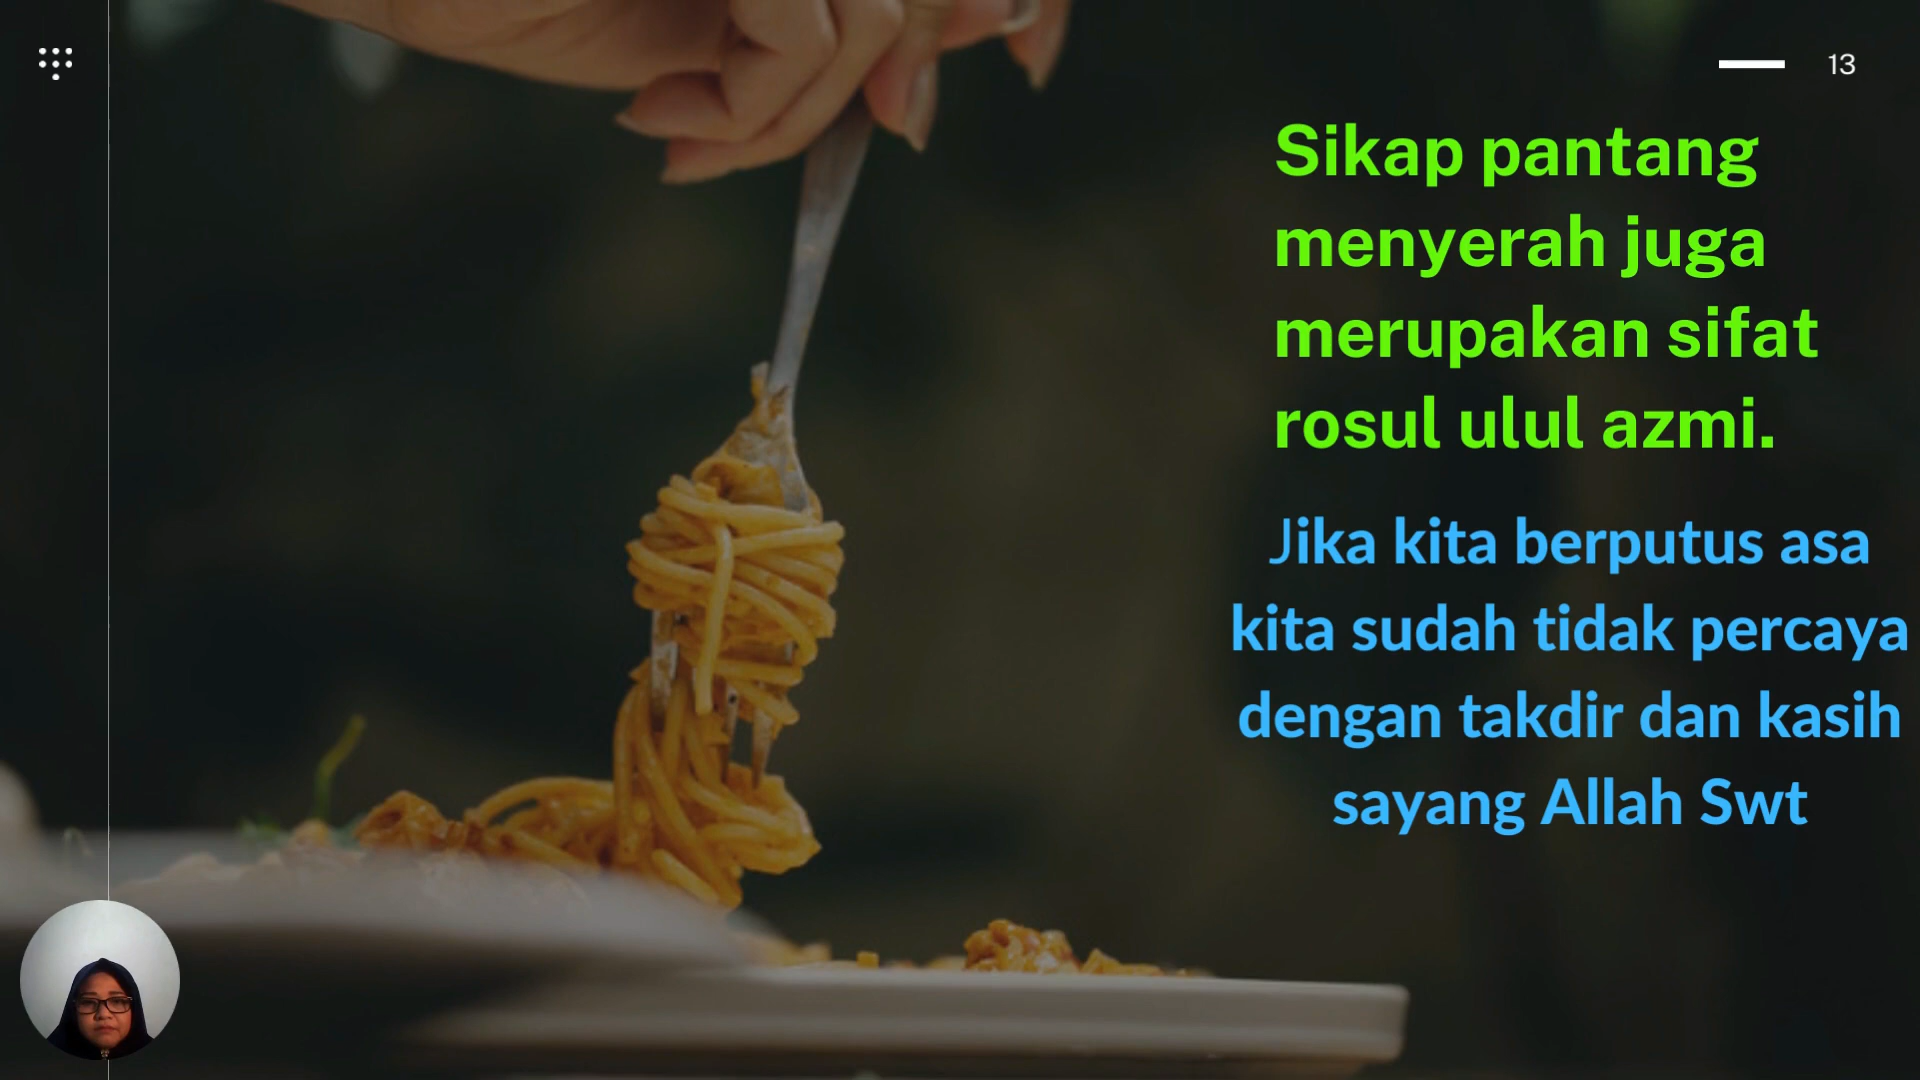 13
Sikap pantang
menyerah juga
merupakan sifat
rosul ulul azmi.
Jika kita berputus asa
kita sudah tidak percaya
dengan takdir dan kasih
sayang Allah Swt